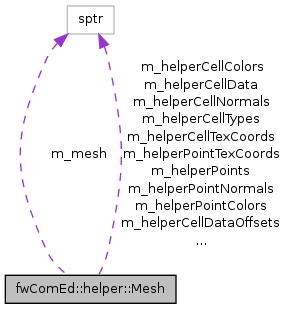 sptr
m_helperCellColors
m_helperCellData
m_helperCellNormals
m_helperCellTypes
m_helperCellTexCoords
m_mesh
m_helperPointTexCoords
m_helperPoints
m_helperPointNormals
m_helperPointColors
m_helperCellDataOffsets
...
fwComEd::helper::Mesh